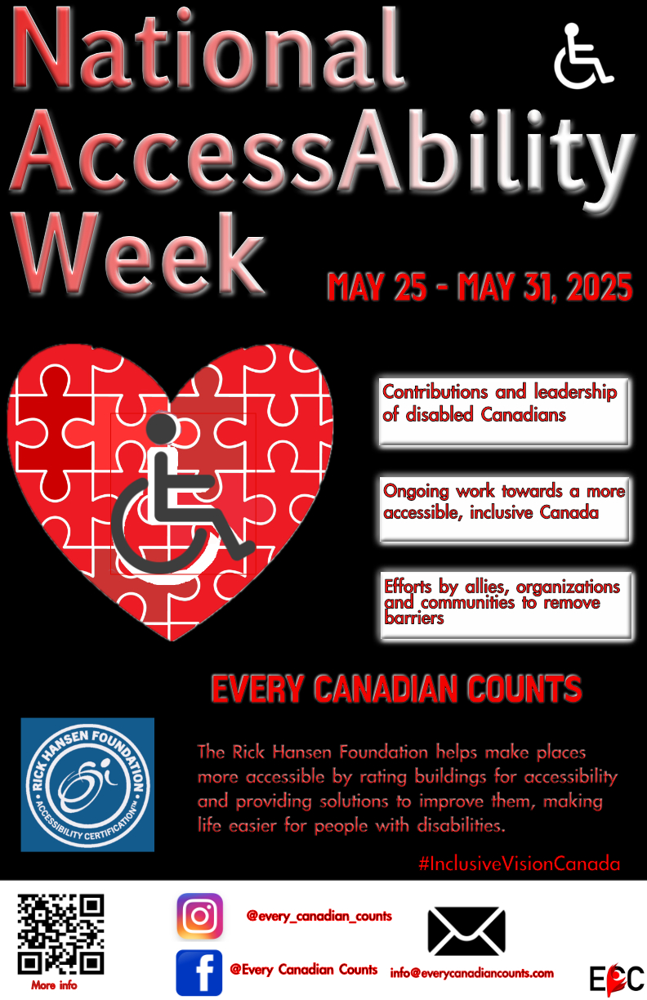 National
AccessAbility
Week
MAY 25 - MAY 31, 2025
Contributions and leadership
of disabled Canadians
Ongoing work towards a more
accessible, inclusive Canada
Efforts by allies, organizations
and communities to remove
barriers
EVERY CANADIAN COUNTS
RICK HANSEN FOUNDATION
ACCESSIBILITY CERTIFICATION™
The Rick Hansen Foundation helps make places
more accessible by rating buildings for accessibility
and providing solutions to improve them, making
life easier for people with disabilities.
#InclusiveVisionCanada
@every_canadian_counts
@Every Canadian Counts
info@everycanadiancounts.com
More info
ECC